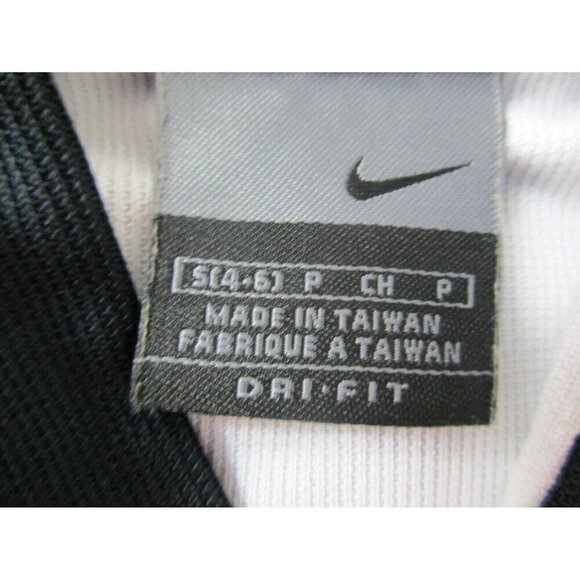 S(4-6) P CH P
MADE IN TAIWAN
FABRIQUE A TAIWAN
DRI·FIT